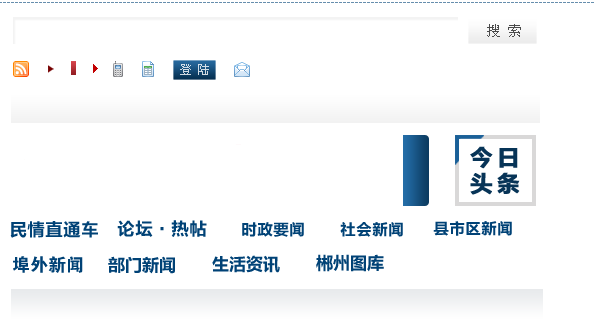 搜 索
登 陆
今日
头条
民情直通车 论坛·热帖 时政要闻 社会新闻 县市区新闻
埠外新闻 部门新闻 生活资讯 郴州图库